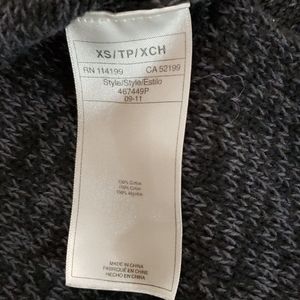 XS/TP/XCH
RN 114199 CA 52199
Style/Style/Estilo
467449P
09-11
100% Cotton
100% Coton
100% Algodon
MADE IN CHINA
FABRIQUÉ EN CHINE
HECHO EN CHINA